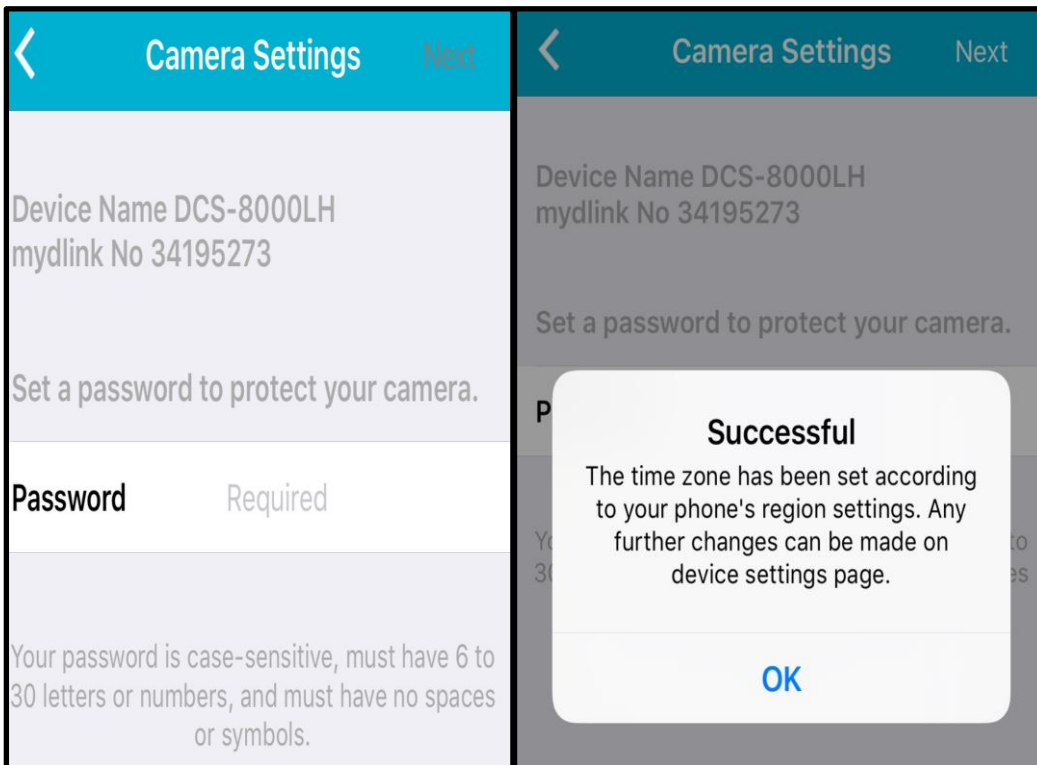 Camera Settings Next
Device Name DCS-8000LH
mydlink No 34195273
Set a password to protect your camera.
Password Required
Your password is case-sensitive, must have 6 to
30 letters or numbers, and must have no spaces
or symbols.
Camera Settings Next
Device Name DCS-8000LH
mydlink No 34195273
Set a password to protect your camera.
Successful
The time zone has been set according
to your phone's region settings. Any
further changes can be made on
device settings page.
OK